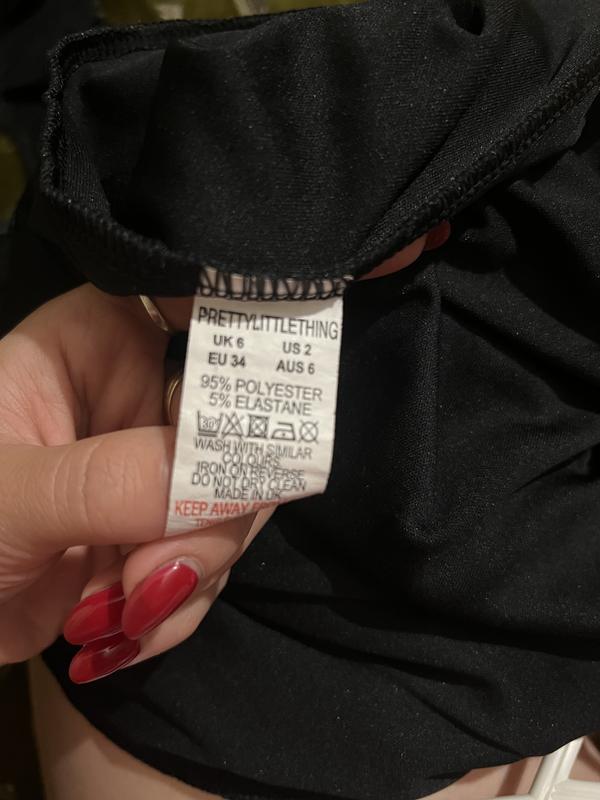 PRETTYLITTLETHING
UK 6 US 2
EU 34 AUS 6
95% POLYESTER
5% ELASTANE
30°
WASH WITH SIMILAR
COLOURS
IRON ON REVERSE
DO NOT DRY CLEAN
MADE IN UK
KEEP AWAY